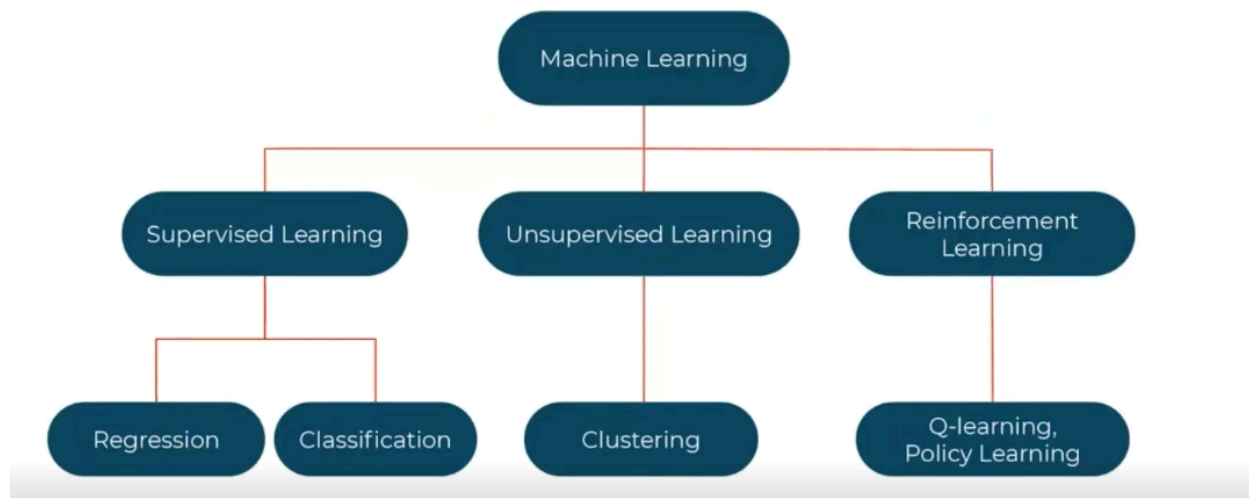 Machine Learning
Supervised Learning
Unsupervised Learning
Reinforcement
Learning
Regression
Classification
Clustering
Q-learning,
Policy Learning